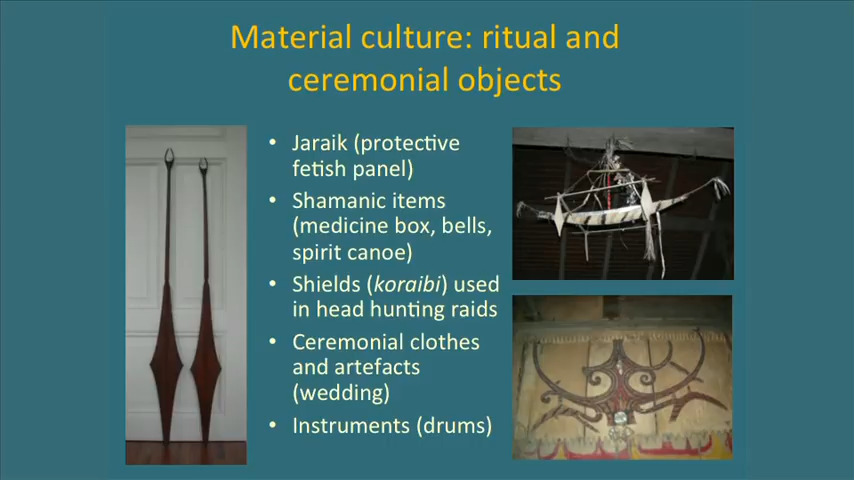 Material culture: ritual and
ceremonial objects
• Jaraik (protective
fetish panel)
• Shamanic items
(medicine box, bells,
spirit canoe)
• Shields (koraibi) used
in head hunting raids
• Ceremonial clothes
and artefacts
(wedding)
• Instruments (drums)